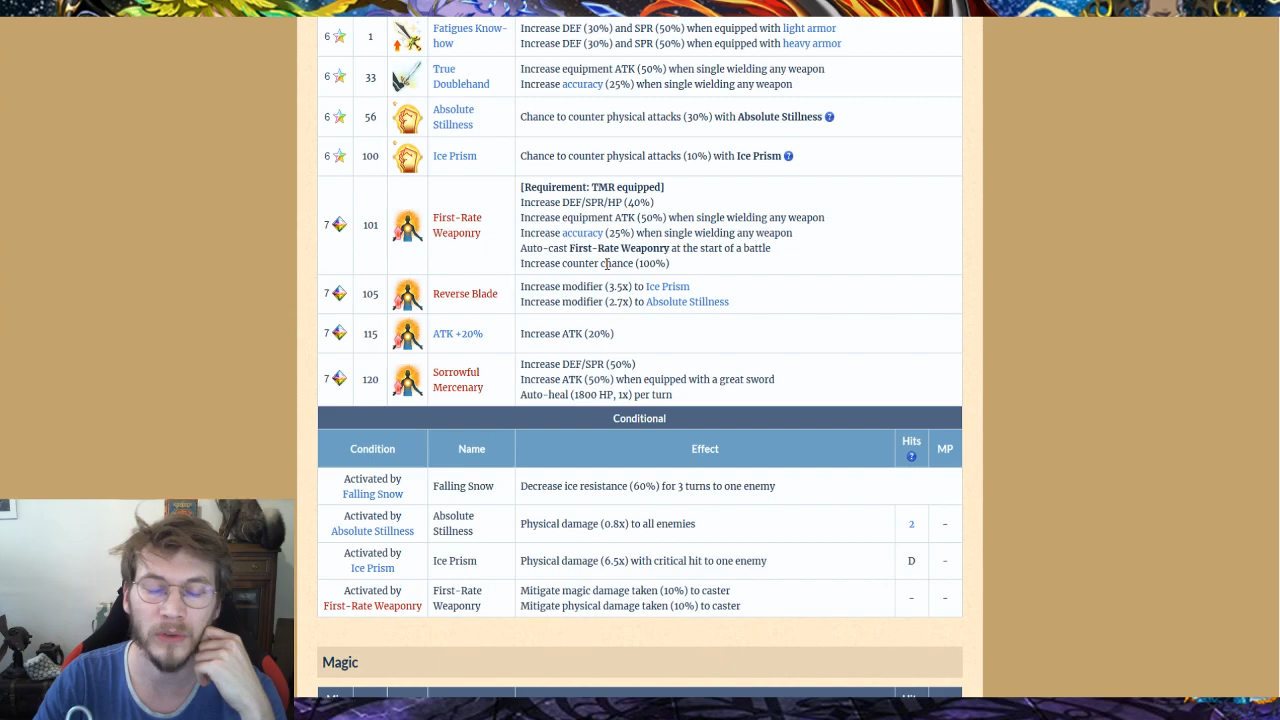 6 1 Fatigues Know-how Increase DEF (30%) and SPR (50%) when equipped with light armor
Increase DEF (30%) and SPR (50%) when equipped with heavy armor
6 33 True Doublehand Increase equipment ATK (50%) when single wielding any weapon
Increase accuracy (25%) when single wielding any weapon
6 56 Absolute Stillness Chance to counter physical attacks (30%) with Absolute Stillness ?
6 100 Ice Prism Chance to counter physical attacks (10%) with Ice Prism ?
7 101 First-Rate Weaponry [Requirement: TMR equipped]
Increase DEF/SPR/HP (40%)
Increase equipment ATK (50%) when single wielding any weapon
Increase accuracy (25%) when single wielding any weapon
Auto-cast First-Rate Weaponry at the start of a battle
Increase counter chance (100%)
7 105 Reverse Blade Increase modifier (3.5x) to Ice Prism
Increase modifier (2.7x) to Absolute Stillness
7 115 ATK +20% Increase ATK (20%)
7 120 Sorrowful Mercenary Increase DEF/SPR (50%)
Increase ATK (50%) when equipped with a great sword
Auto-heal (1800 HP, 1x) per turn
Conditional
Condition Name Effect Hits ? MP
Activated by Falling Snow Falling Snow Decrease ice resistance (60%) for 3 turns to one enemy
Activated by Absolute Stillness Absolute Stillness Physical damage (0.8x) to all enemies 2 -
Activated by Ice Prism Ice Prism Physical damage (6.5x) with critical hit to one enemy D -
Activated by First-Rate Weaponry First-Rate Weaponry Mitigate magic damage taken (10%) to caster - -
Mitigate physical damage taken (10%) to caster
Magic